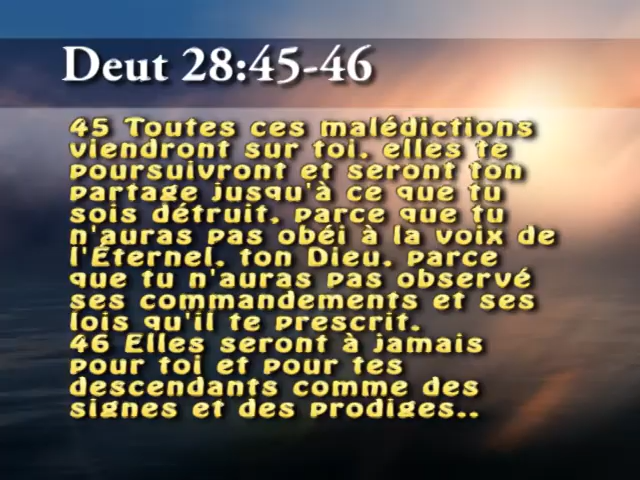 Deut 28:45-46
45 Toutes ces malédictions
viendront sur toi, elles te
poursuivront et seront ton
partage jusqu'à ce que tu
sois détruit, parce que tu
n'auras pas obéi à la voix de
l'Éternel, ton Dieu, parce
que tu n'auras pas observé
ses commandements et ses
lois qu'il te prescrit.
46 Elles seront à jamais
pour toi et pour tes
descendants comme des
signes et des prodiges..